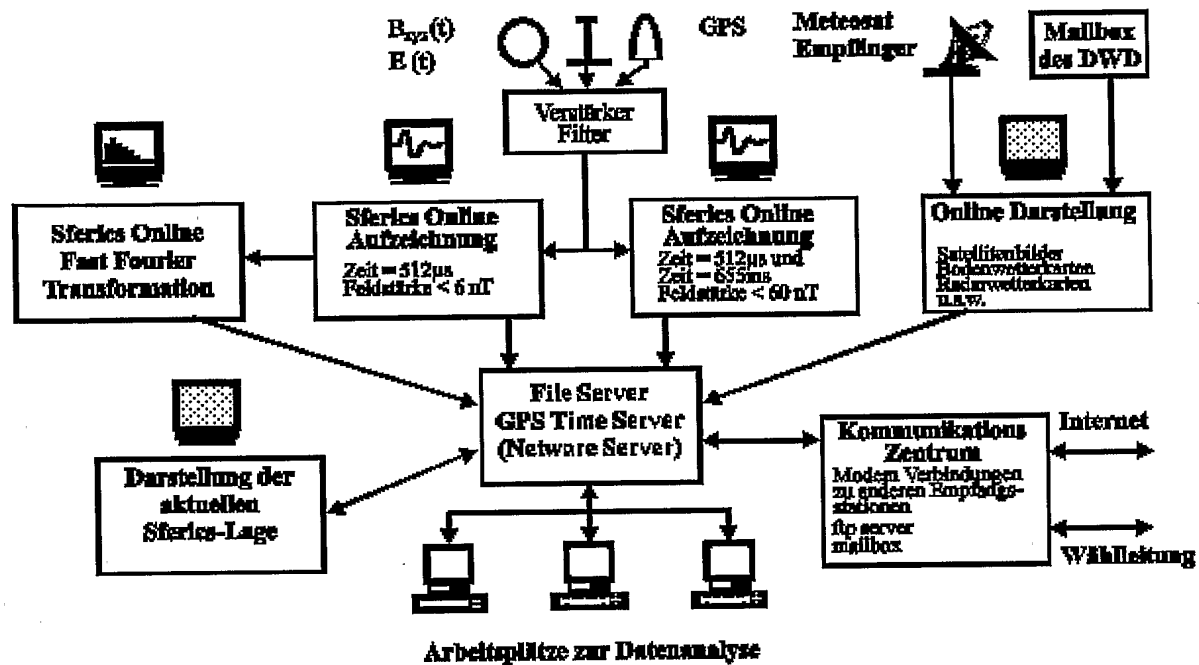 Bxyz(t)
E (t)
GPS
Meteosat
Empfänger
Mailbox
des DWD
Verstärker
Filter
Sferics Online
Fast Fourier
Transformation
Sferics Online
Aufzeichnung
Zeit = 512µs
Feldstärke < 6 nT
Sferics Online
Aufzeichnung
Zeit = 512µs und
Zeit = 655ms
Feldstärke < 60 nT
Online Darstellung
Satellitenbilder
Bodenwetterkarten
Radarwetterkarten
u.s.w.
File Server
GPS Time Server
(Netware Server)
Darstellung der
aktuellen
Sferics-Lage
Kommunikations
Zentrum
Modem Verbindungen
zu anderen Empfangs-
stationen
ftp server
mailbox
Internet
Wählleitung
Arbeitsplätze zur Datenanalyse